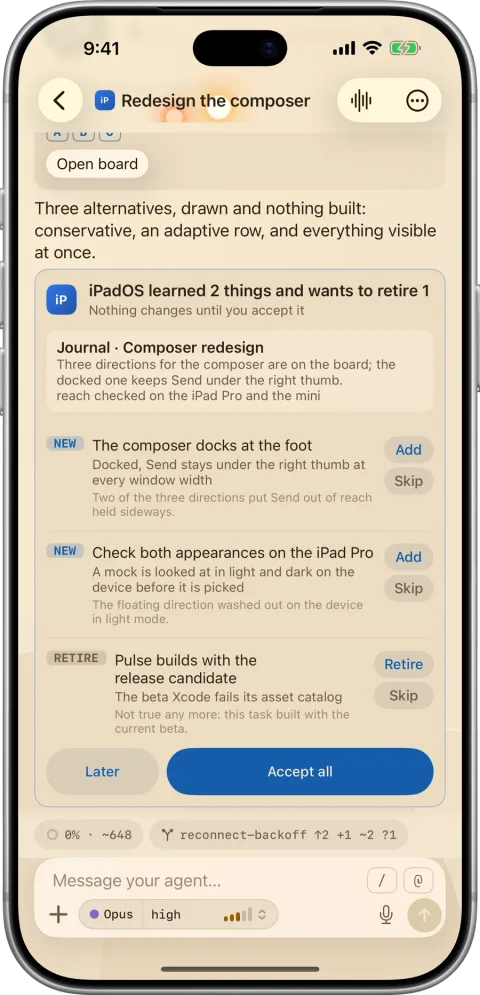 9:41
iP Redesign the composer
A B C
Open board
Three alternatives, drawn and nothing built:
conservative, an adaptive row, and everything visible
at once.
iP
iPadOS learned 2 things and wants to retire 1
Nothing changes until you accept it
Journal · Composer redesign
Three directions for the composer are on the board; the
docked one keeps Send under the right thumb.
reach checked on the iPad Pro and the mini
NEW The composer docks at the foot Add
Docked, Send stays under the right thumb at
every window width
Skip
Two of the three directions put Send out of reach
held sideways.
NEW Check both appearances on the iPad Pro Add
A mock is looked at in light and dark on the
device before it is picked
Skip
The floating direction washed out on the device
in light mode.
RETIRE Pulse builds with the
release candidate
Retire
The beta Xcode fails its asset catalog
Skip
Not true any more: this task built with the
current beta.
Later Accept all
0% · ~648 reconnect-backoff ↑2 +1 ~2 ?1
Message your agent... / @
+ Opus high